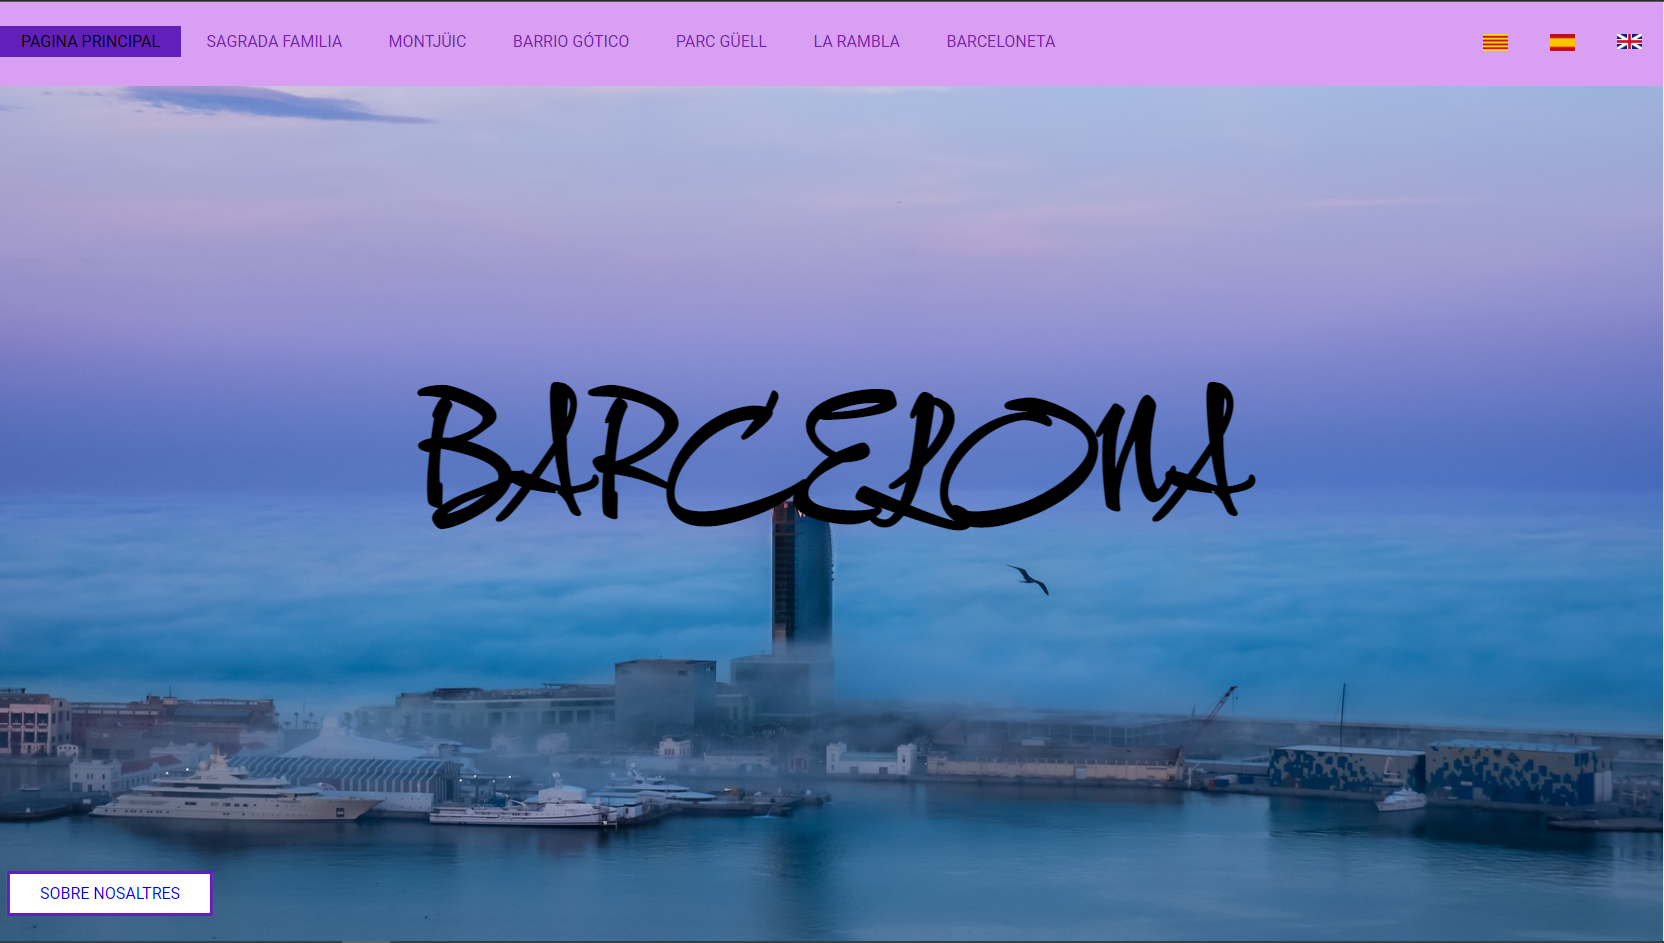 PAGINA PRINCIPAL SAGRADA FAMILIA MONTJÜIC BARRIO GÓTICO PARC GÜELL LA RAMBLA BARCELONETA
BARCELONA
SOBRE NOSALTRES